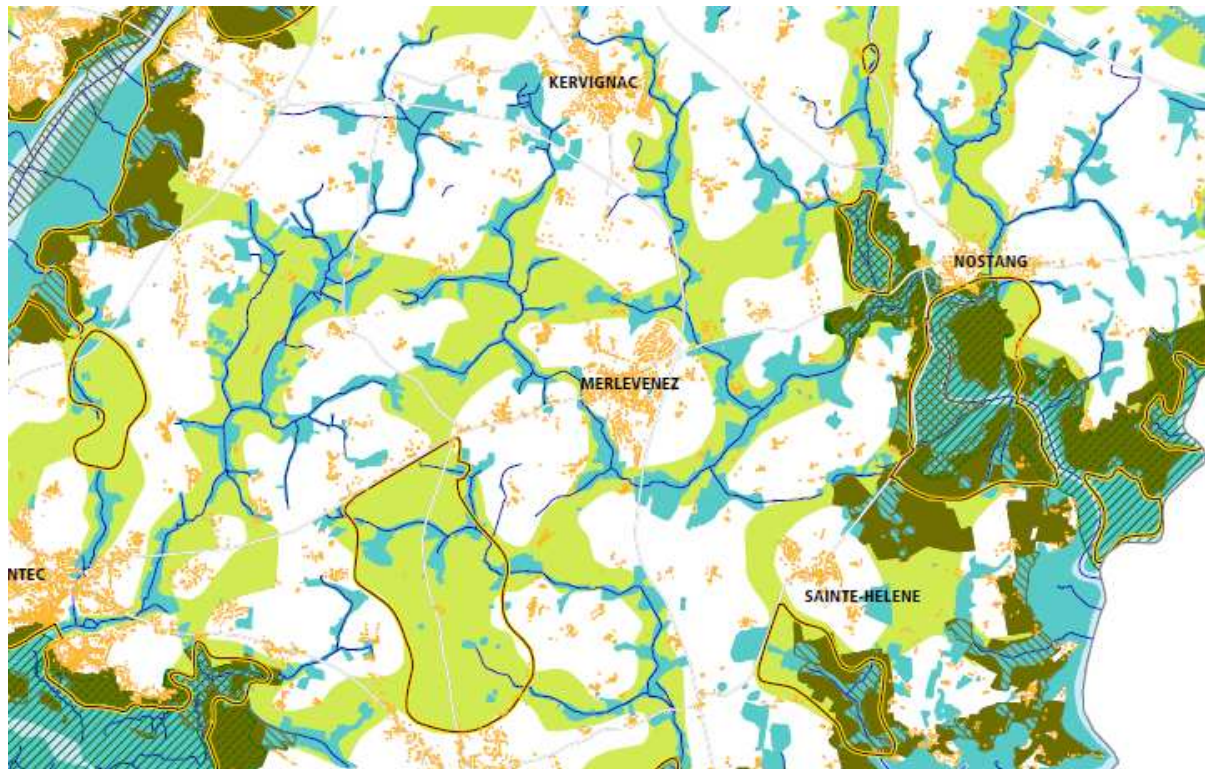 KERVIGNAC
NOSTANG
MERLEVENEZ
NTEC
SAINTE-HELENE